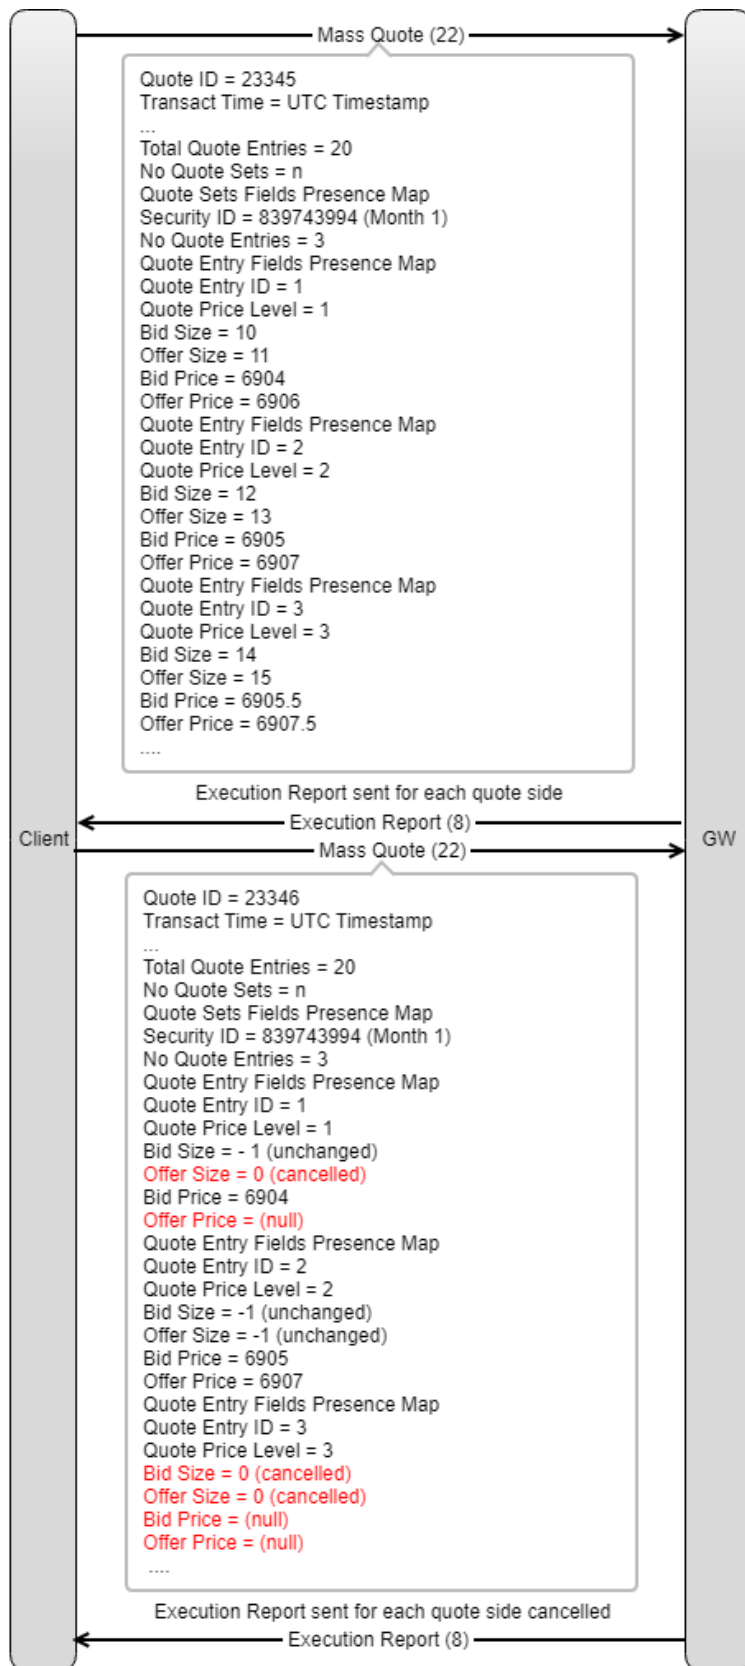 Mass Quote (22)
Quote ID = 23345
Transact Time = UTC Timestamp
...
Total Quote Entries = 20
No Quote Sets = n
Quote Sets Fields Presence Map
Security ID = 839743994 (Month 1)
No Quote Entries = 3
Quote Entry Fields Presence Map
Quote Entry ID = 1
Quote Price Level = 1
Bid Size = 10
Offer Size = 11
Bid Price = 6904
Offer Price = 6906
Quote Entry Fields Presence Map
Quote Entry ID = 2
Quote Price Level = 2
Bid Size = 12
Offer Size = 13
Bid Price = 6905
Offer Price = 6907
Quote Entry Fields Presence Map
Quote Entry ID = 3
Quote Price Level = 3
Bid Size = 14
Offer Size = 15
Bid Price = 6905.5
Offer Price = 6907.5
....
Execution Report sent for each quote side
Execution Report (8)
Client
GW
Mass Quote (22)
Quote ID = 23346
Transact Time = UTC Timestamp
...
Total Quote Entries = 20
No Quote Sets = n
Quote Sets Fields Presence Map
Security ID = 839743994 (Month 1)
No Quote Entries = 3
Quote Entry Fields Presence Map
Quote Entry ID = 1
Quote Price Level = 1
Bid Size = - 1 (unchanged)
Offer Size = 0 (cancelled)
Bid Price = 6904
Offer Price = (null)
Quote Entry Fields Presence Map
Quote Entry ID = 2
Quote Price Level = 2
Bid Size = -1 (unchanged)
Offer Size = -1 (unchanged)
Bid Price = 6905
Offer Price = 6907
Quote Entry Fields Presence Map
Quote Entry ID = 3
Quote Price Level = 3
Bid Size = 0 (cancelled)
Offer Size = 0 (cancelled)
Bid Price = (null)
Offer Price = (null)
....
Execution Report sent for each quote side cancelled
Execution Report (8)